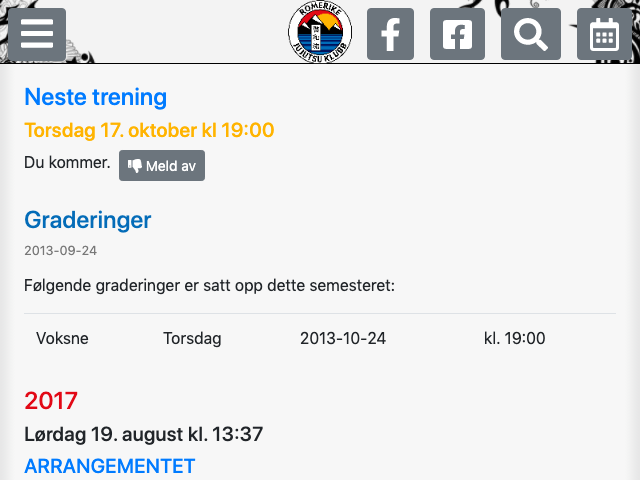 ROMERIKE
JUJUTSU KLUBB
Neste trening
Torsdag 17. oktober kl 19:00
Du kommer. Meld av
Graderinger
2013-09-24
Følgende graderinger er satt opp dette semesteret:
Voksne Torsdag 2013-10-24 kl. 19:00
2017
Lørdag 19. august kl. 13:37
ARRANGEMENTET